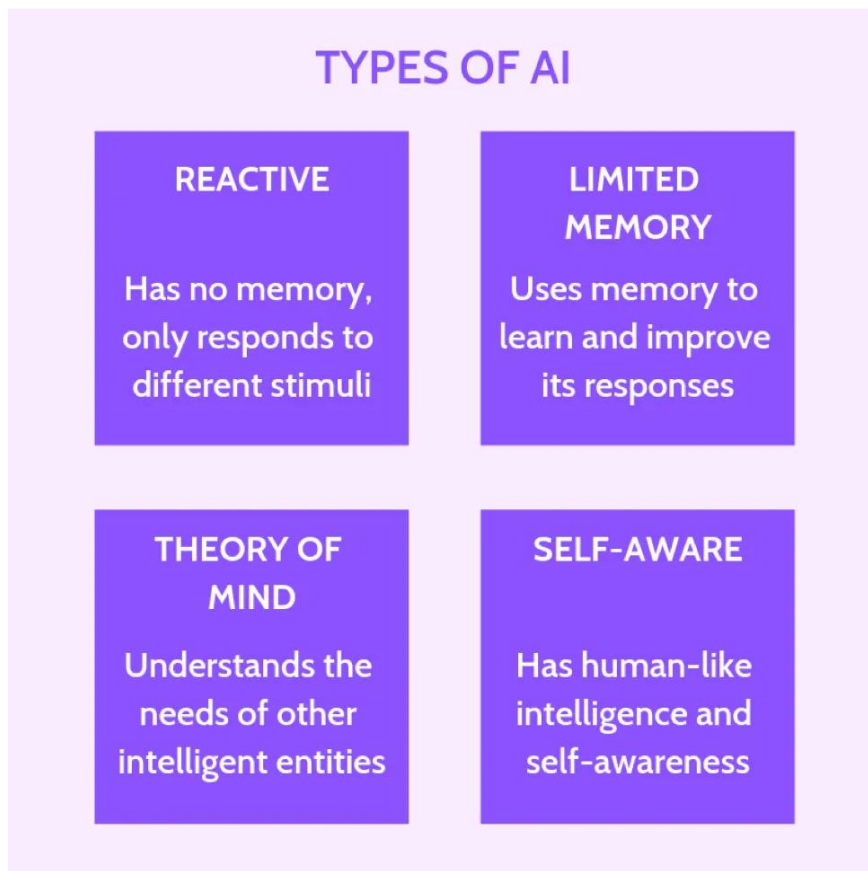 TYPES OF AI
REACTIVE
Has no memory,
only responds to
different stimuli
LIMITED
MEMORY
Uses memory to
learn and improve
its responses
THEORY OF
MIND
Understands the
needs of other
intelligent entities
SELF-AWARE
Has human-like
intelligence and
self-awareness